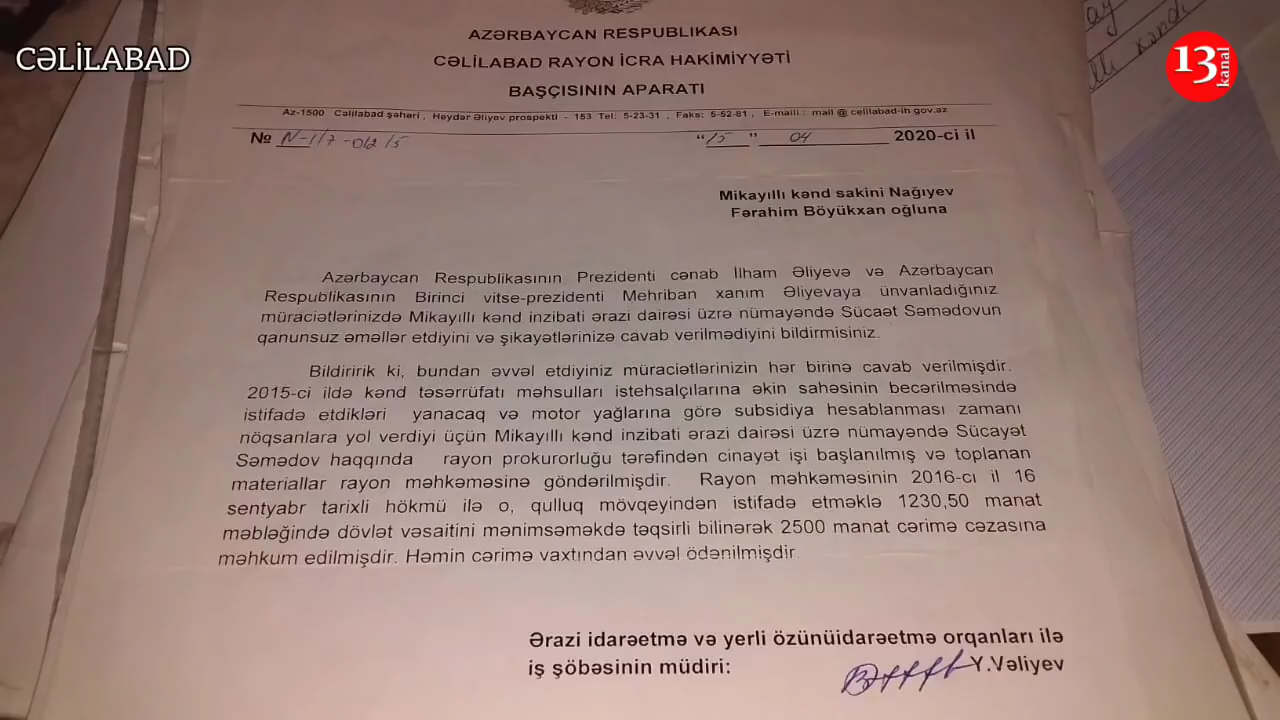 CƏLİLABAD
13
kanal
AZƏRBAYCAN RESPUBLİKASI
CƏLİLABAD RAYON İCRA HAKİMİYYƏTİ
BAŞÇISININ APARATI
Az-1500 Cəlilabad şəhəri, Heydər Əliyev prospekti - 153 Tel: 5-23-31, Faks: 5-52-81, E-maili: mail@celilabad-ih.gov.az
№ N-1/7-012/5 "15" 04 2020-ci il
Mikayıllı kənd sakini Nağıyev
Fərahim Böyükxan oğluna
Azərbaycan Respublikasının Prezidenti cənab İlham Əliyevə və Azərbaycan
Respublikasının Birinci vitse-prezidenti Mehriban xanım Əliyevaya ünvanladığınız
müraciətlərinizdə Mikayıllı kənd inzibati ərazi dairəsi üzrə nümayəndə Sücaət Səmədovun
qanunsuz əməllər etdiyini və şikayətlərinizə cavab verilmədiyini bildirmisiniz.
Bildiririk ki, bundan əvvəl etdiyiniz müraciətlərinizin hər birinə cavab verilmişdir.
2015-ci ildə kənd təsərrüfatı məhsulları istehsalçılarına əkin sahəsinin becərilməsində
istifadə etdikləri yanacaq və motor yağlarına görə subsidiya hesablanması zamanı
nöqsanlara yol verdiyi üçün Mikayıllı kənd inzibati ərazi dairəsi üzrə nümayəndə Sücayət
Səmədov haqqında rayon prokurorluğu tərəfindən cinayət işi başlanılmış və toplanan
materiallar rayon məhkəməsinə göndərilmişdir. Rayon məhkəməsinin 2016-cı il 16
sentyabr tarixli hökmü ilə o, qulluq mövqeyindən istifadə etməklə 1230,50 manat
məbləğində dövlət vəsaitini mənimsəməkdə təqsirli bilinərək 2500 manat cərimə cəzasına
məhkum edilmişdir. Həmin cərimə vaxtından əvvəl ödənilmişdir.
Ərazi idarəetmə və yerli özünüidarəetmə orqanları ilə
iş şöbəsinin müdiri: Y.Vəliyev